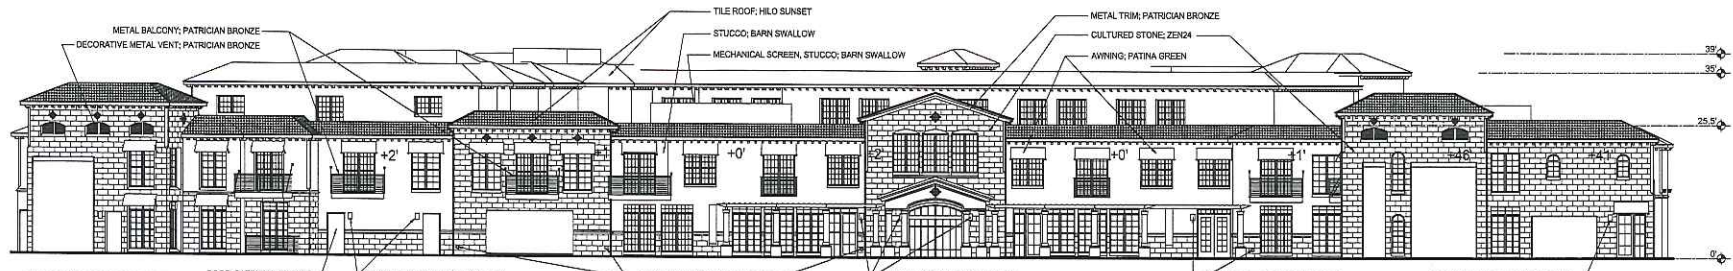 TILE ROOF; HILO SUNSET
METAL TRIM; PATRICIAN BRONZE
METAL BALCONY; PATRICIAN BRONZE
STUCCO; BARN SWALLOW
CULTURED STONE; ZEN24
DECORATIVE METAL VENT; PATRICIAN BRONZE
MECHANICAL SCREEN, STUCCO; BARN SWALLOW
AWNING; PATINA GREEN
39'
35'
25.5'
+2'
+0'
+2'
+0'
+1'
+46'
+41'
0'